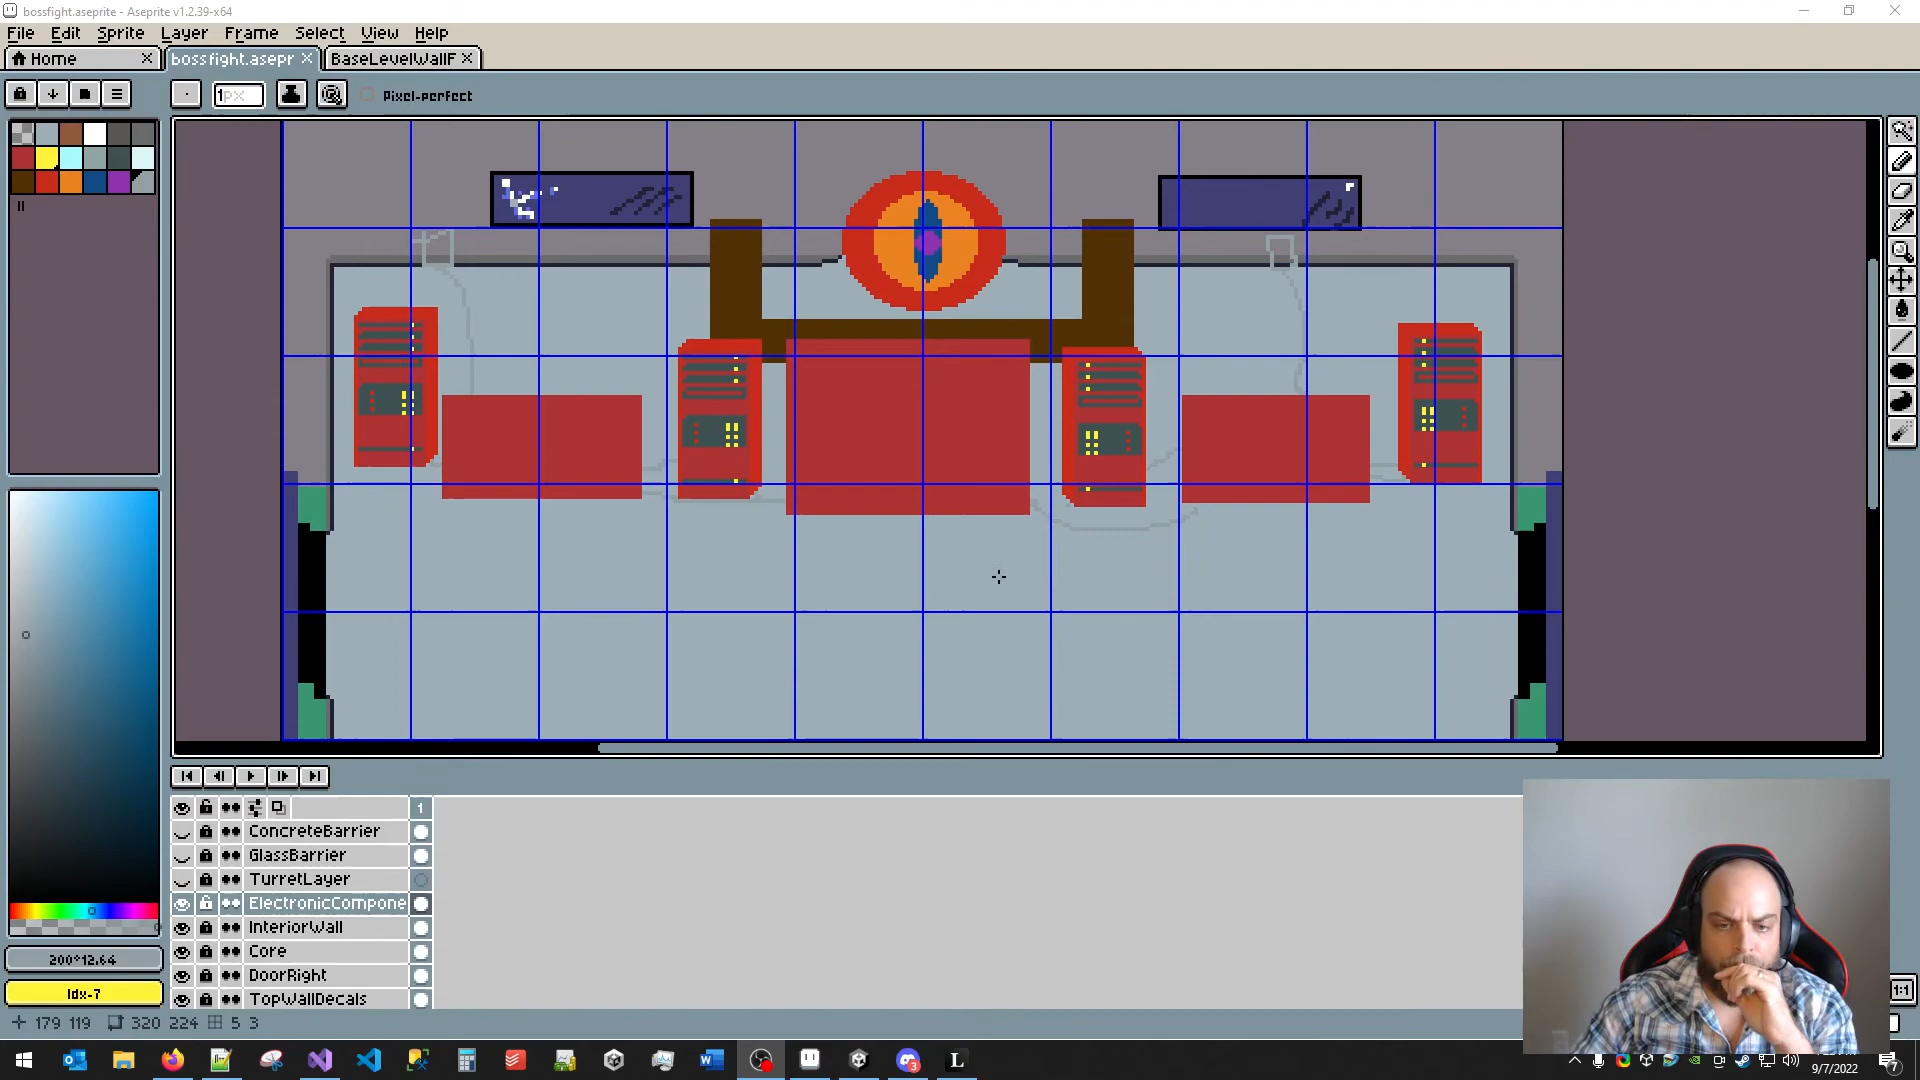 bossfight.aseprite - Aseprite v1.2.39-x64
File Edit Sprite Layer Frame Select View Help
Home bossfight.asepr BaseLevelWallF
1px Pixel-perfect
1
ConcreteBarrier
GlassBarrier
TurretLayer
ElectronicCompone
InteriorWall
Core
DoorRight
TopWallDecals
200°12.64
Idx-7
179 119 320 224 5 3
1:1
9/7/2022